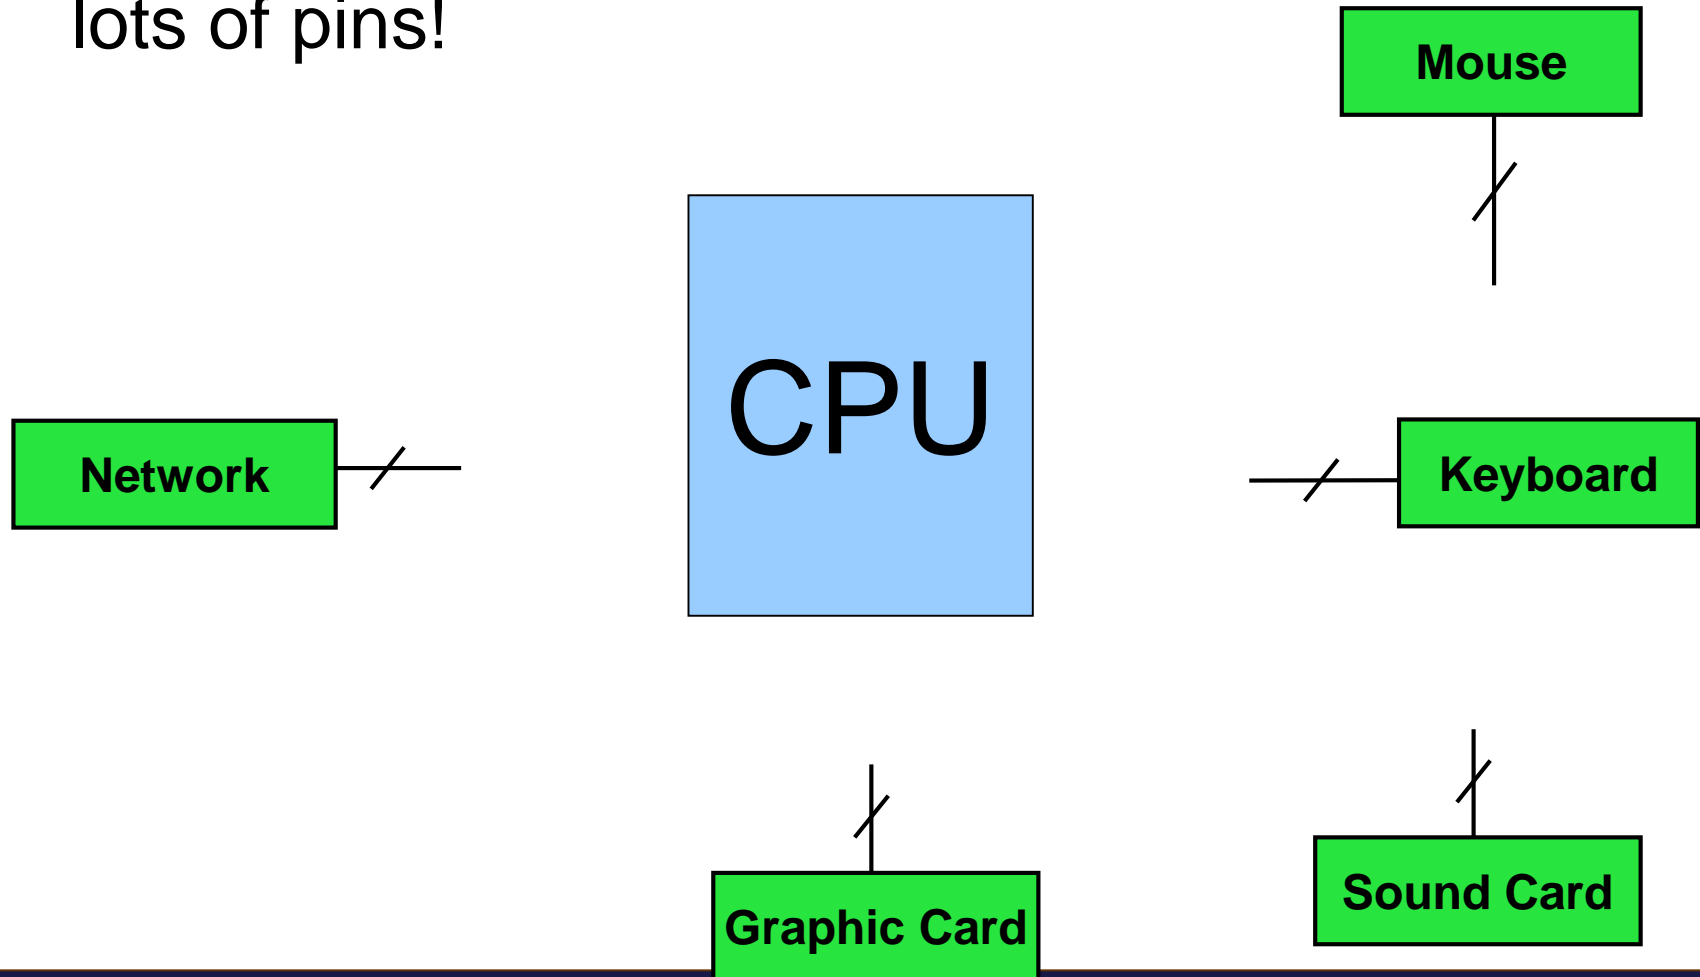 lots of pins!
Mouse
CPU
Network
Keyboard
Sound Card
Graphic Card